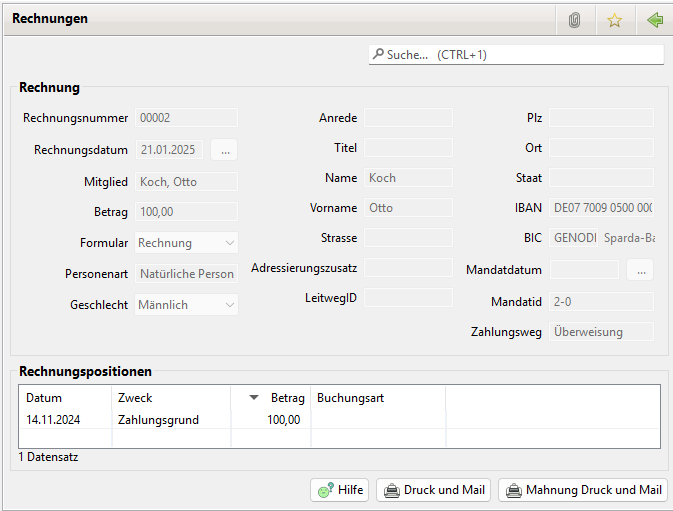 Rechnungen
Suche... (CTRL+1)
Rechnung
Rechnungsnummer 00002 Anrede Plz
Rechnungsdatum 21.01.2025 ... Titel Ort
Mitglied Koch, Otto Name Koch Staat
Betrag 100,00 Vorname Otto IBAN DE07 7009 0500 000
Formular Rechnung Strasse BIC GENODI Sparda-Ba
Personenart Natürliche Person Adressierungszusatz Mandatdatum ...
Geschlecht Männlich LeitwegID Mandatid 2-0
Zahlungsweg Überweisung
Rechnungspositionen
Datum Zweck Betrag Buchungsart
14.11.2024 Zahlungsgrund 100,00
1 Datensatz
Hilfe Druck und Mail Mahnung Druck und Mail